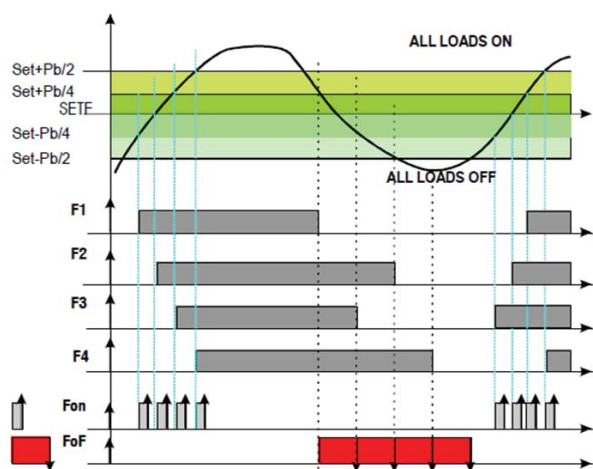 ALL LOADS ON
Set+Pb/2
Set+Pb/4
SETF
Set-Pb/4
Set-Pb/2
ALL LOADS OFF
F1
F2
F3
F4
Fon
FoF